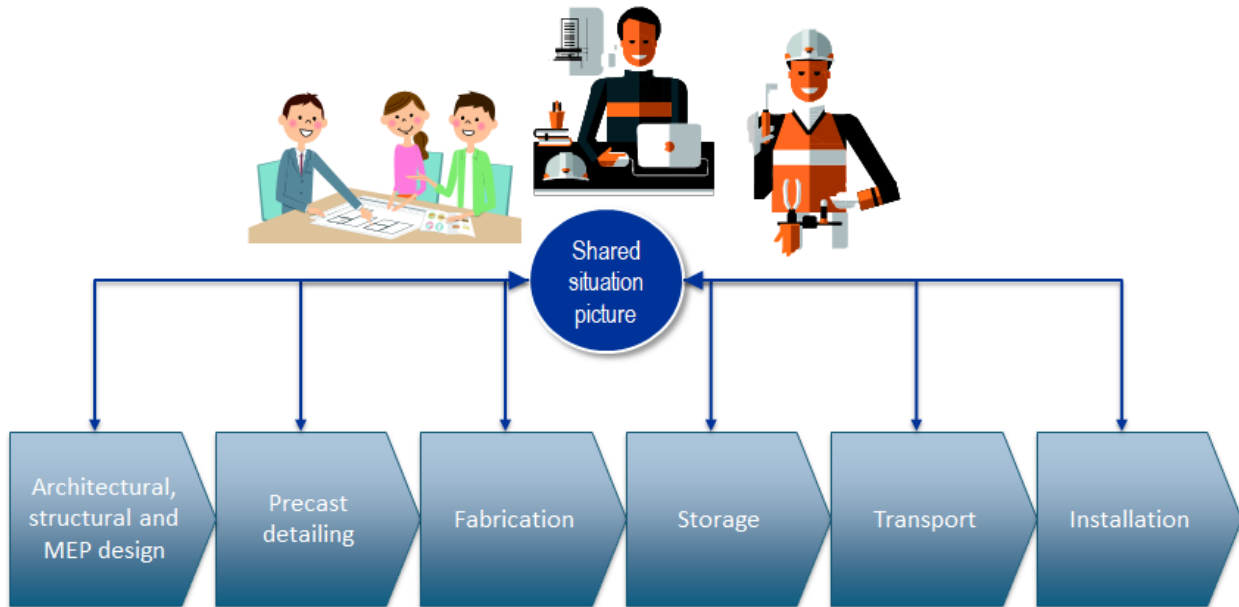 Shared
situation
picture
Architectural,
structural and
MEP design
Precast
detailing
Fabrication
Storage
Transport
Installation